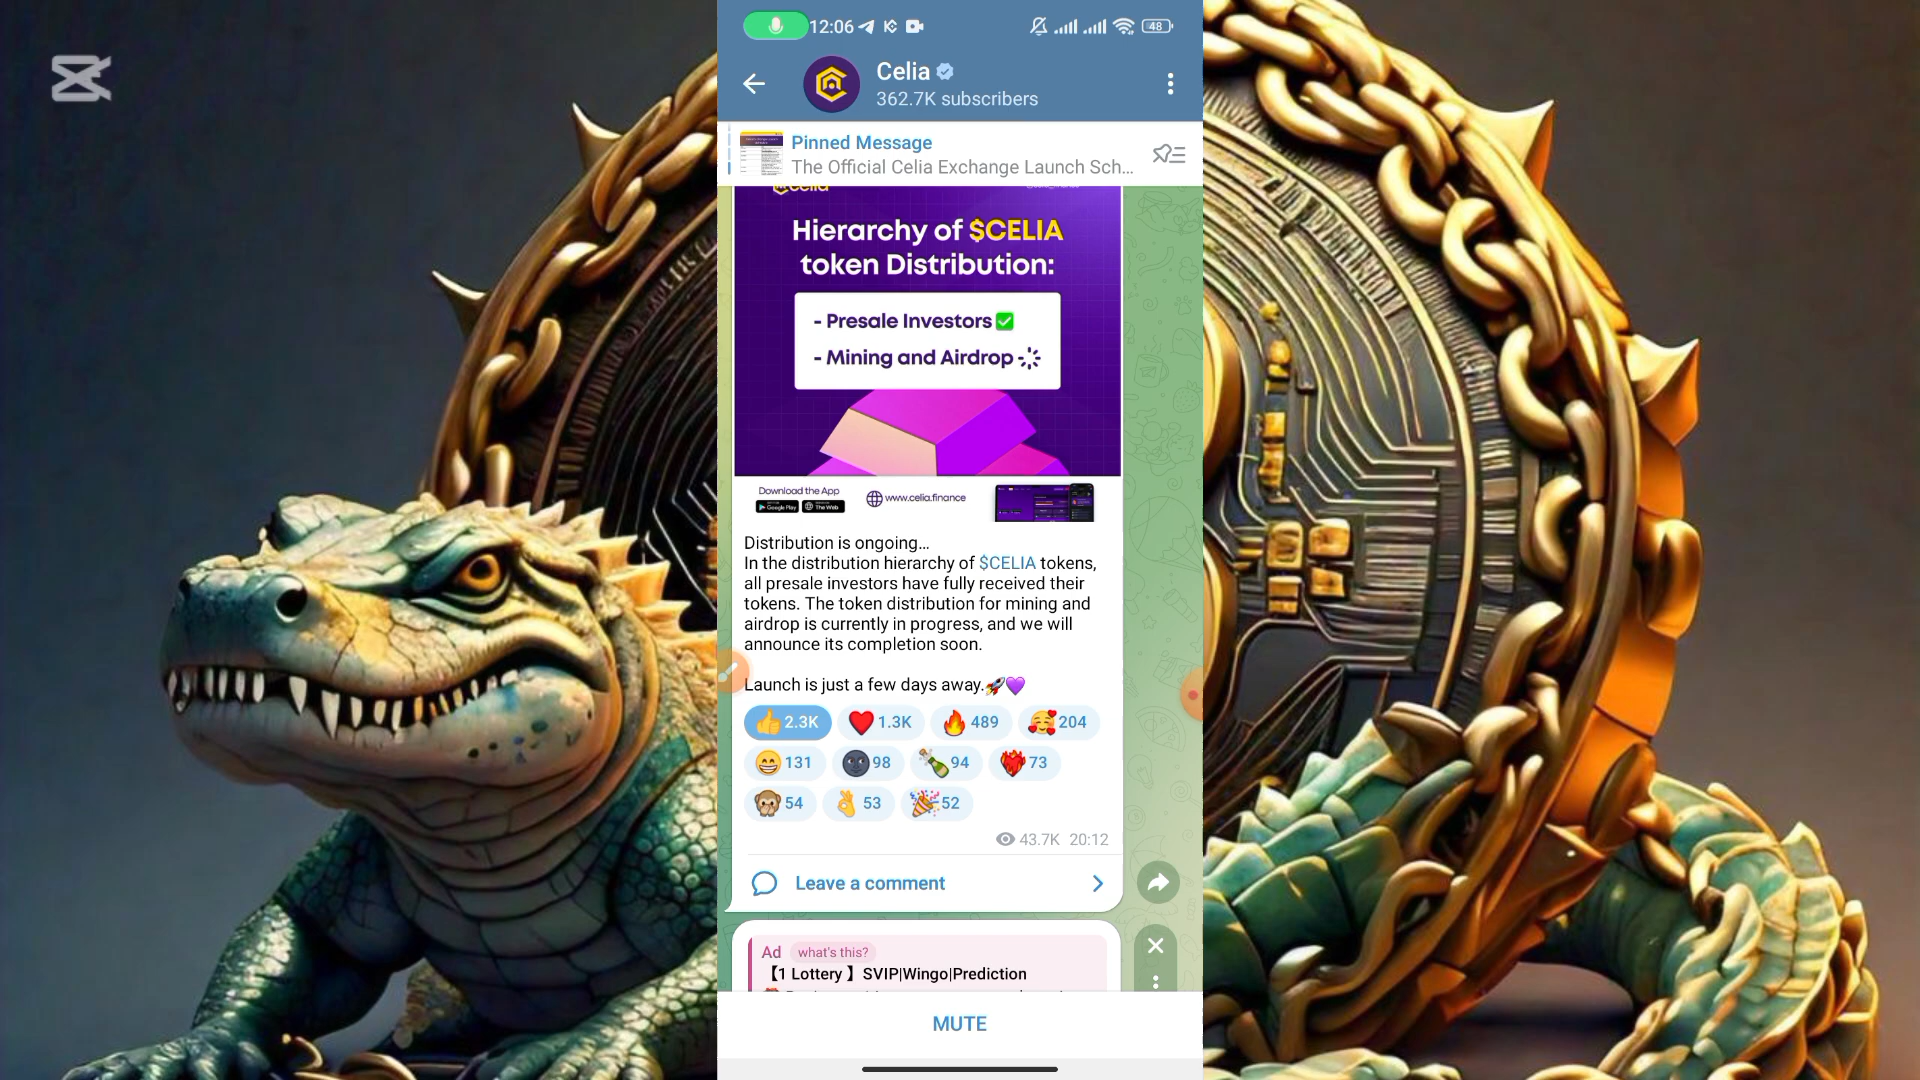 12:06
48
Celia
362.7K subscribers
Pinned Message
The Official Celia Exchange Launch Sch...
Hierarchy of $CELIA
token Distribution:
- Presale Investors ✅
- Mining and Airdrop -
Download the App
Google Play
The Web
www.celia.finance
Distribution is ongoing...
In the distribution hierarchy of $CELIA tokens,
all presale investors have fully received their
tokens. The token distribution for mining and
airdrop is currently in progress, and we will
announce its completion soon.
Launch is just a few days away.🚀💜
2.3K
1.3K
489
204
131
98
94
73
54
53
52
43.7K 20:12
Leave a comment
Ad what's this?
【1 Lottery 】SVIP|Wingo|Prediction
MUTE